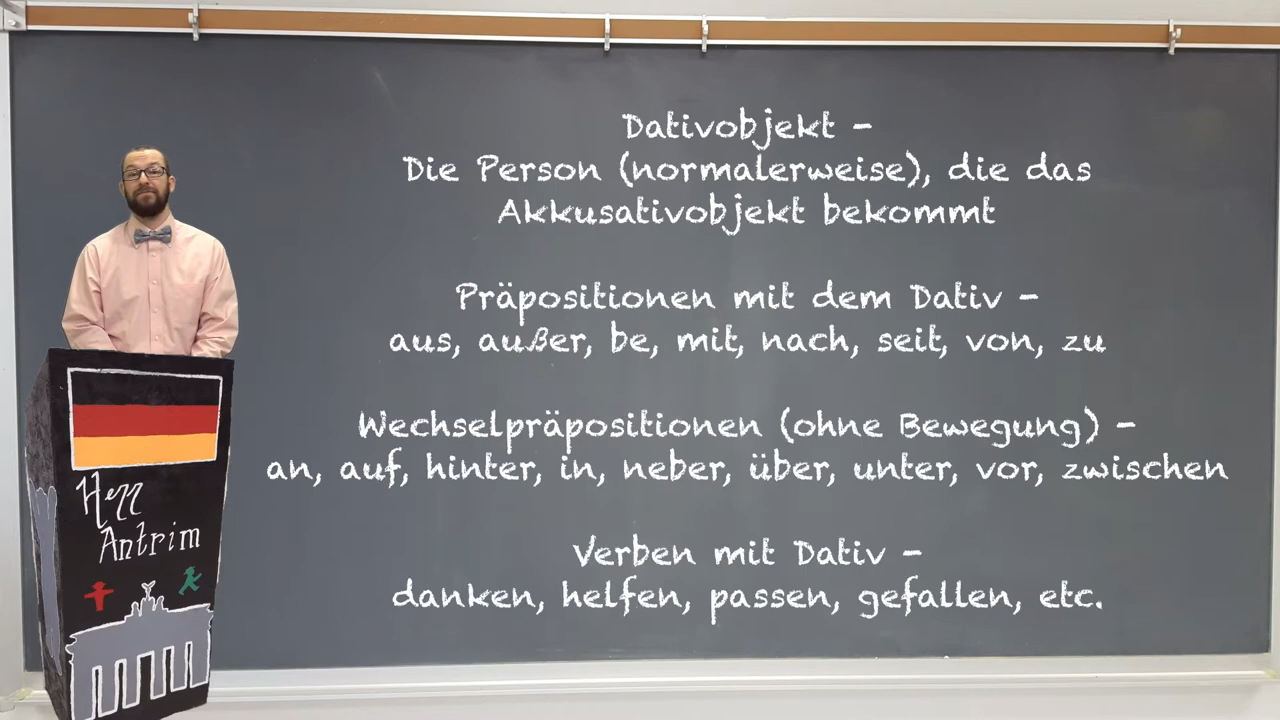 Dativobjekt -
Die Person (normalerweise), die das
Akkusativobjekt bekommt
Präpositionen mit dem Dativ -
aus, außer, be, mit, nach, seit, von, zu
Wechselpräpositionen (ohne Bewegung) -
an, auf, hinter, in, neber, über, unter, vor, zwischen
Verben mit Dativ -
danken, helfen, passen, gefallen, etc.
Herr
Antrim